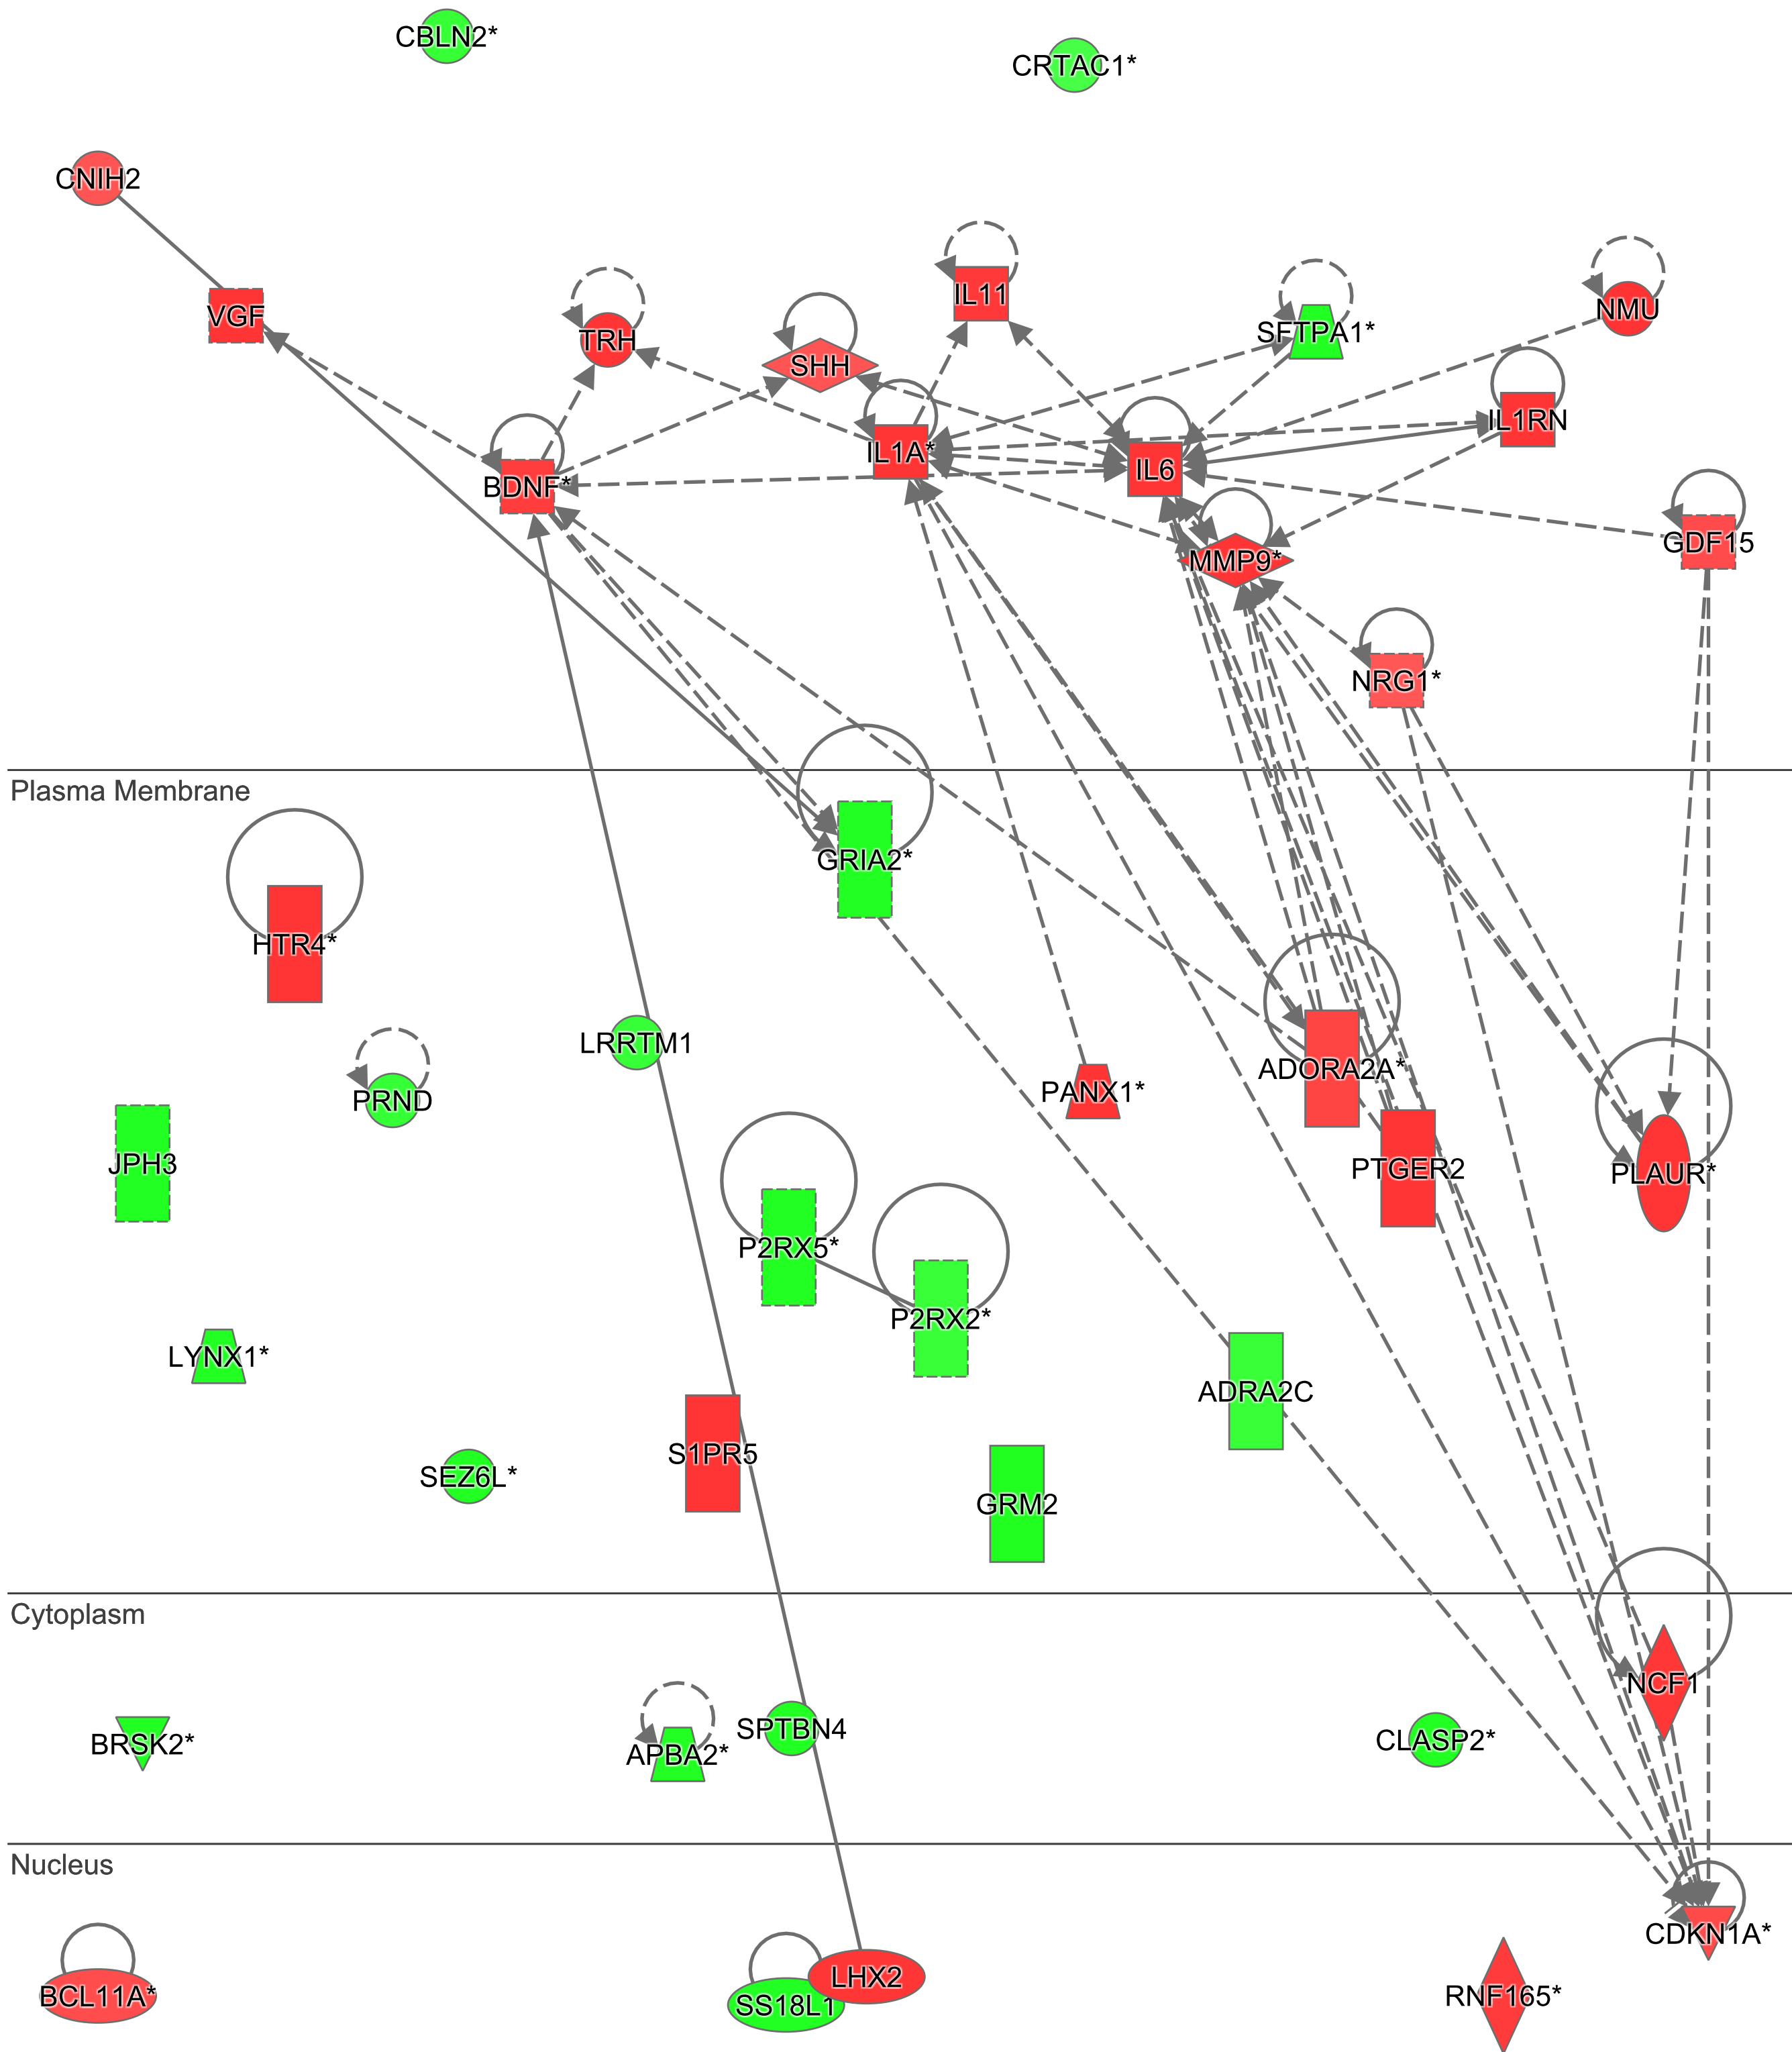 CBLN2*
CRTAC1*
CNIH2
IL11
NMU
VGF
TRH
SFTPA1*
SHH
IL1RN
IL1A*
IL6
BDNF*
GDF15
MMP9*
NRG1*
Plasma Membrane
GRIA2*
HTR4*
LRRTM1
ADORA2A*
PANX1*
PRND
JPH3
PTGER2
PLAUR*
P2RX5*
P2RX2*
LYNX1*
ADRA2C
S1PR5
SEZ6L*
GRM2
Cytoplasm
NCF1
BRSK2*
SPTBN4
CLASP2*
APBA2*
Nucleus
CDKN1A*
LHX2
BCL11A*
RNF165*
SS18L1